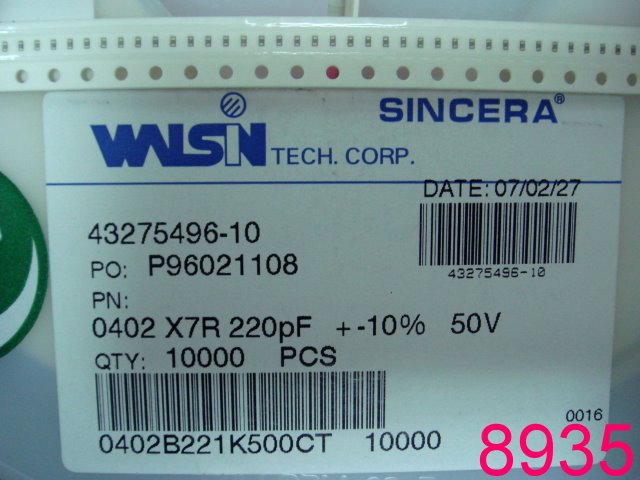 SINCERA®
WALSIN TECH. CORP.
DATE: 07/02/27
43275496-10
43275496-10
PO: P96021108
PN:
0402 X7R 220pF +-10% 50V
QTY: 10000 PCS
0402B221K500CT 10000
0016
8935